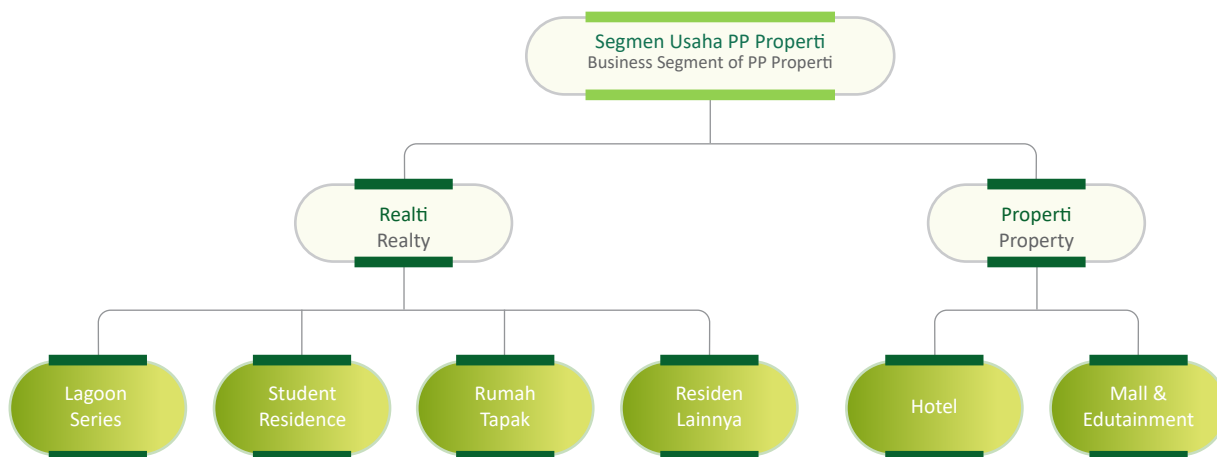 Segmen Usaha PP Properti
Business Segment of PP Properti
Realti
Realty
Properti
Property
Lagoon
Series
Student
Residence
Rumah
Tapak
Residen
Lainnya
Hotel
Mall &
Edutainment